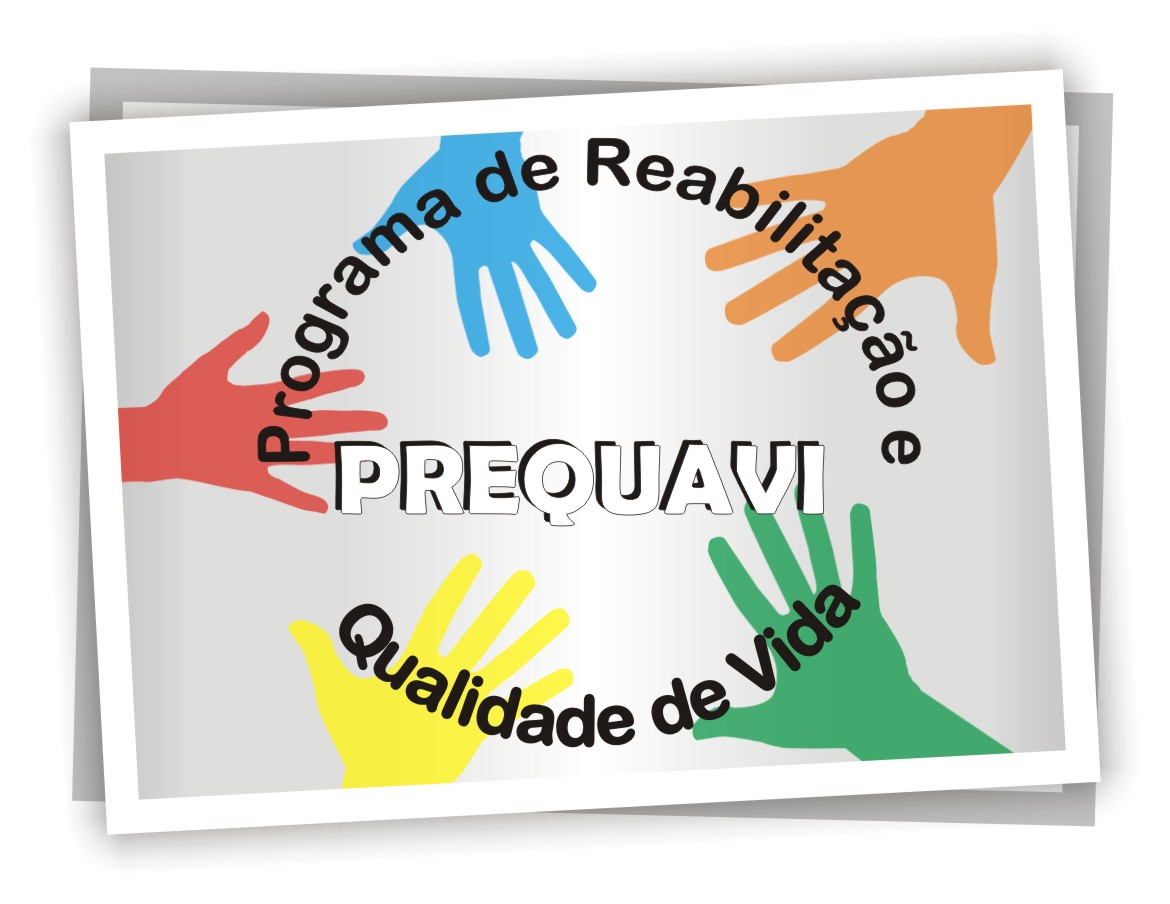 Programa de Reabilitação e
PREQUAVI
Qualidade de Vida